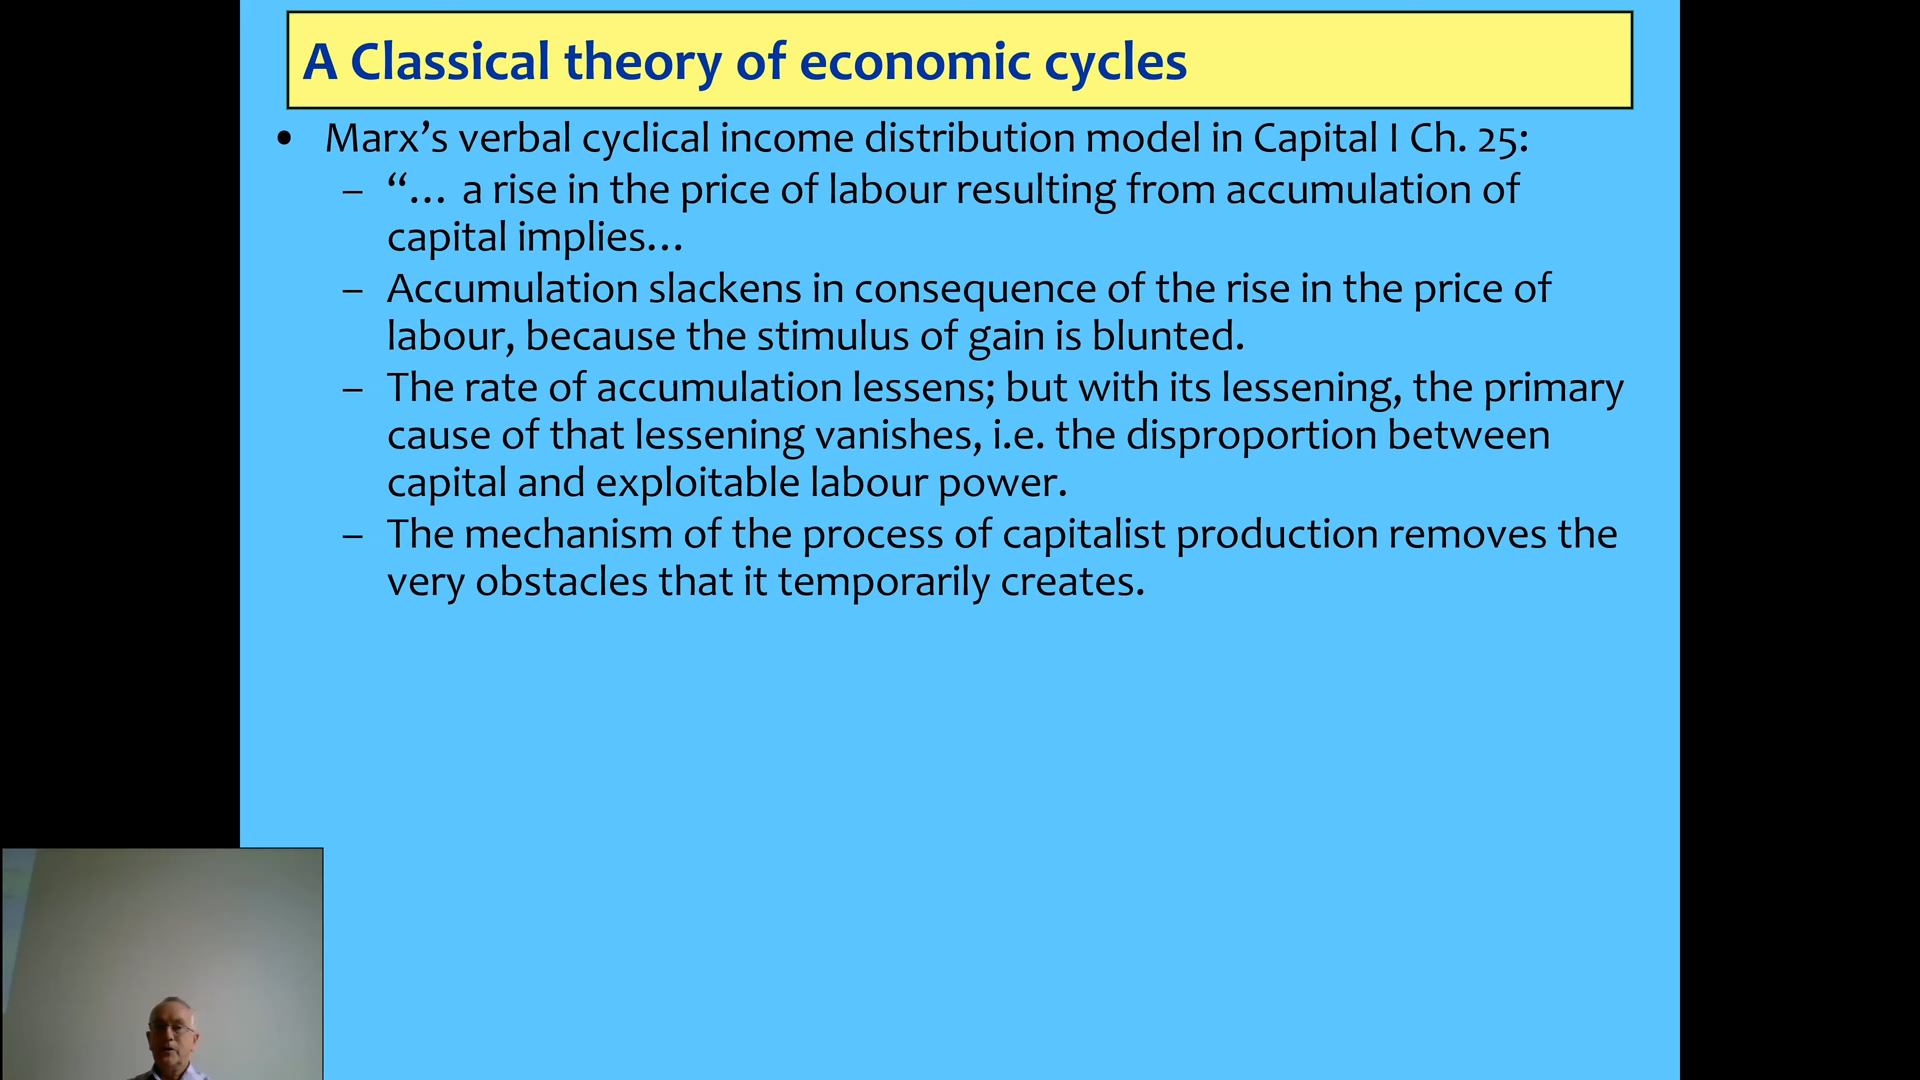 A Classical theory of economic cycles
• Marx’s verbal cyclical income distribution model in Capital I Ch. 25:
– “… a rise in the price of labour resulting from accumulation of
capital implies…
– Accumulation slackens in consequence of the rise in the price of
labour, because the stimulus of gain is blunted.
– The rate of accumulation lessens; but with its lessening, the primary
cause of that lessening vanishes, i.e. the disproportion between
capital and exploitable labour power.
– The mechanism of the process of capitalist production removes the
very obstacles that it temporarily creates.